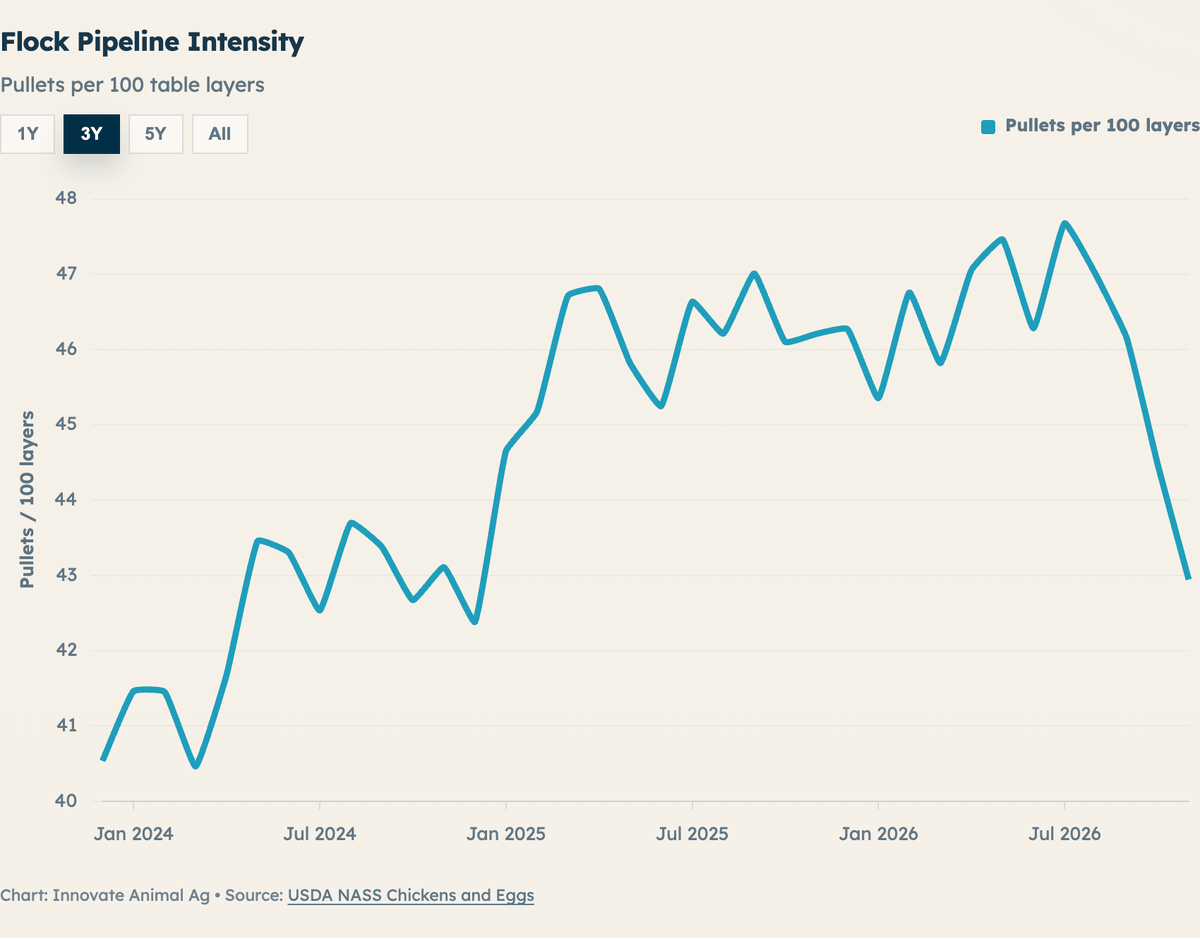 Flock Pipeline Intensity
Pullets per 100 table layers
1Y 3Y 5Y All
Pullets per 100 layers
Pullets / 100 layers
48
47
46
45
44
43
42
41
40
Jan 2024 Jul 2024 Jan 2025 Jul 2025 Jan 2026 Jul 2026
Chart: Innovate Animal Ag • Source: USDA NASS Chickens and Eggs